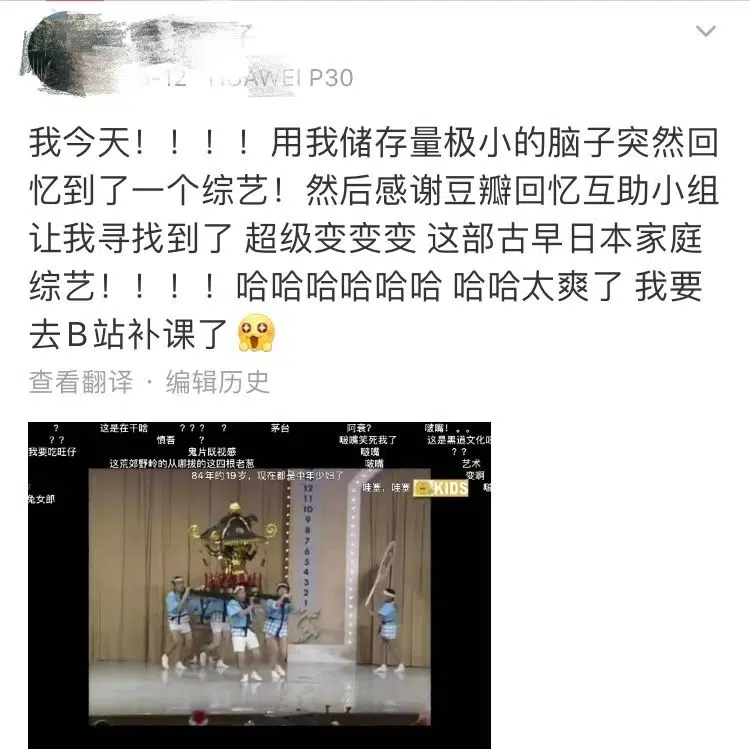 HUAWEI P30
我今天！！！！用我储存量极小的脑子突然回
忆到了一个综艺！然后感谢豆瓣回忆互助小组
让我寻找到了 超级变变变 这部古早日本家庭
综艺！！！！哈哈哈哈哈哈 哈哈太爽了 我要
去B站补课了
查看翻译 · 编辑历史
? 这是在干啥 ??? ? 茅台 阿衰? 啵嘴！。。
?? 慎吾 ? 啵嘴笑死我了 这是黑道文化吧
我要吃旺仔 鬼片既视感 啵嘴 ??
这荒郊野岭的从哪拔的这四根老葱 啵嘴 艺术
84年的19岁，现在都是中年少妇了 变啊
哇塞，哇塞 KIDS 啵
兔女郎
12
11
10
9
8
7
6
5
4
3
2
1